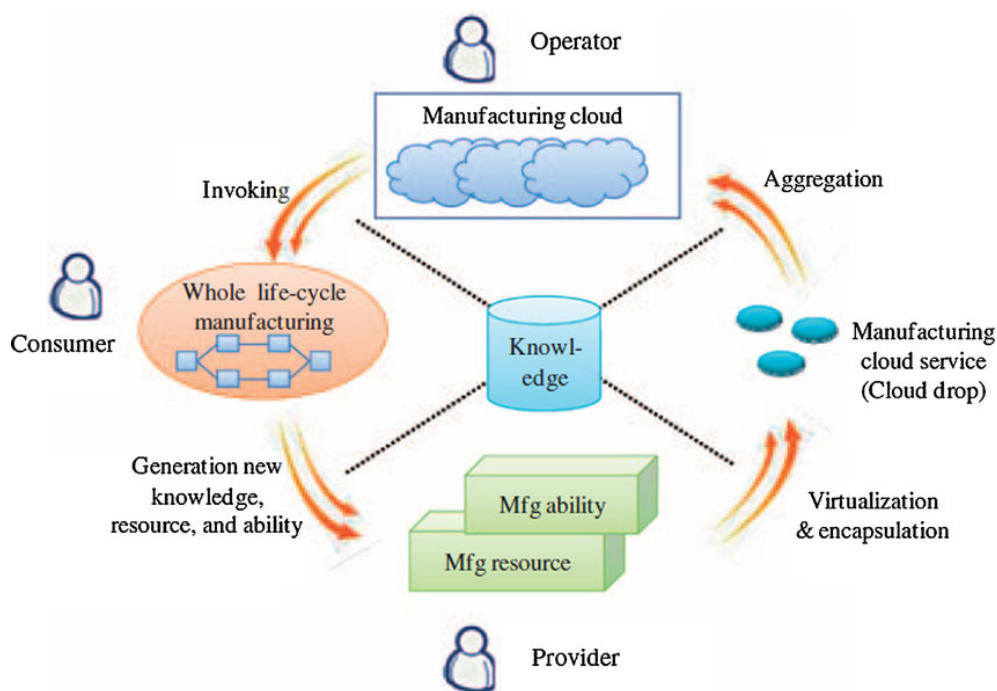 Operator
Manufacturing cloud
Invoking
Aggregation
Whole life-cycle
manufacturing
Consumer
Knowl-
edge
Manufacturing
cloud service
(Cloud drop)
Generation new
knowledge,
resource, and ability
Mfg ability
Mfg resource
Virtualization
& encapsulation
Provider